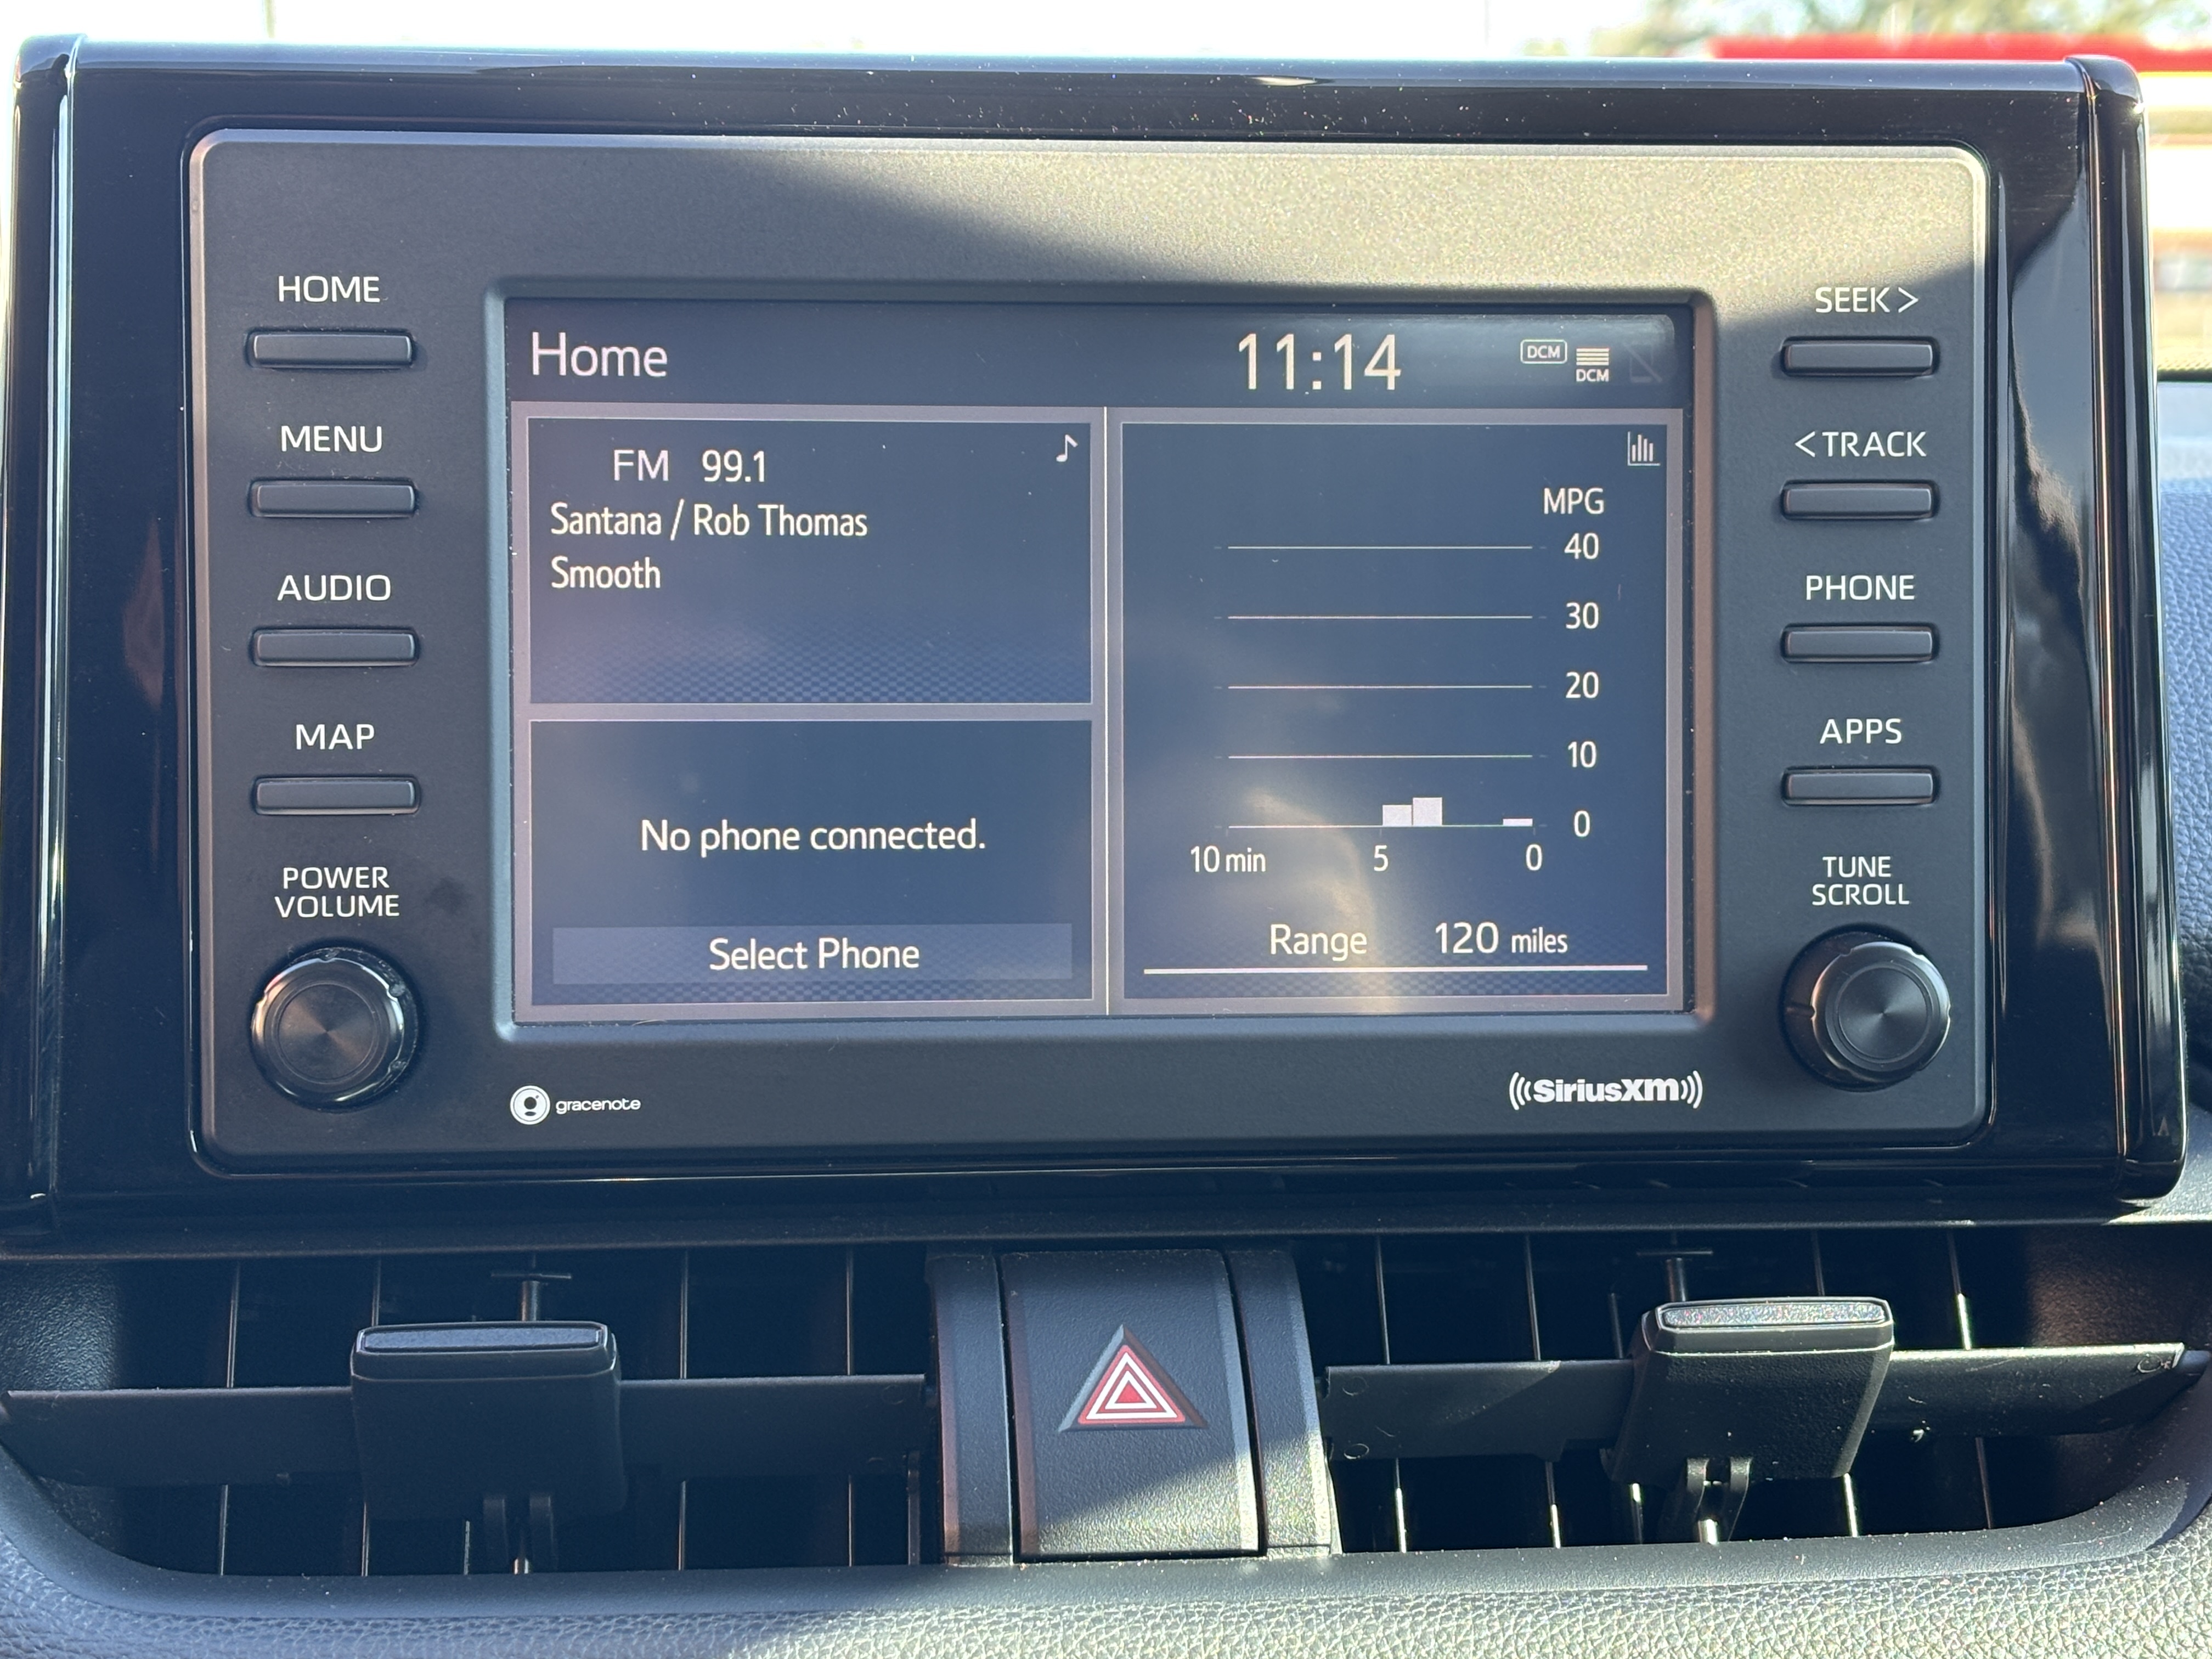 HOME
MENU
AUDIO
MAP
POWER
VOLUME
Home
11:14
DCM
DCM
FM 99.1
Santana / Rob Thomas
Smooth
No phone connected.
Select Phone
MPG
40
30
20
10
0
10 min 5 0
Range 120 miles
SEEK >
< TRACK
PHONE
APPS
TUNE
SCROLL
gracenote
((SiriusXM))